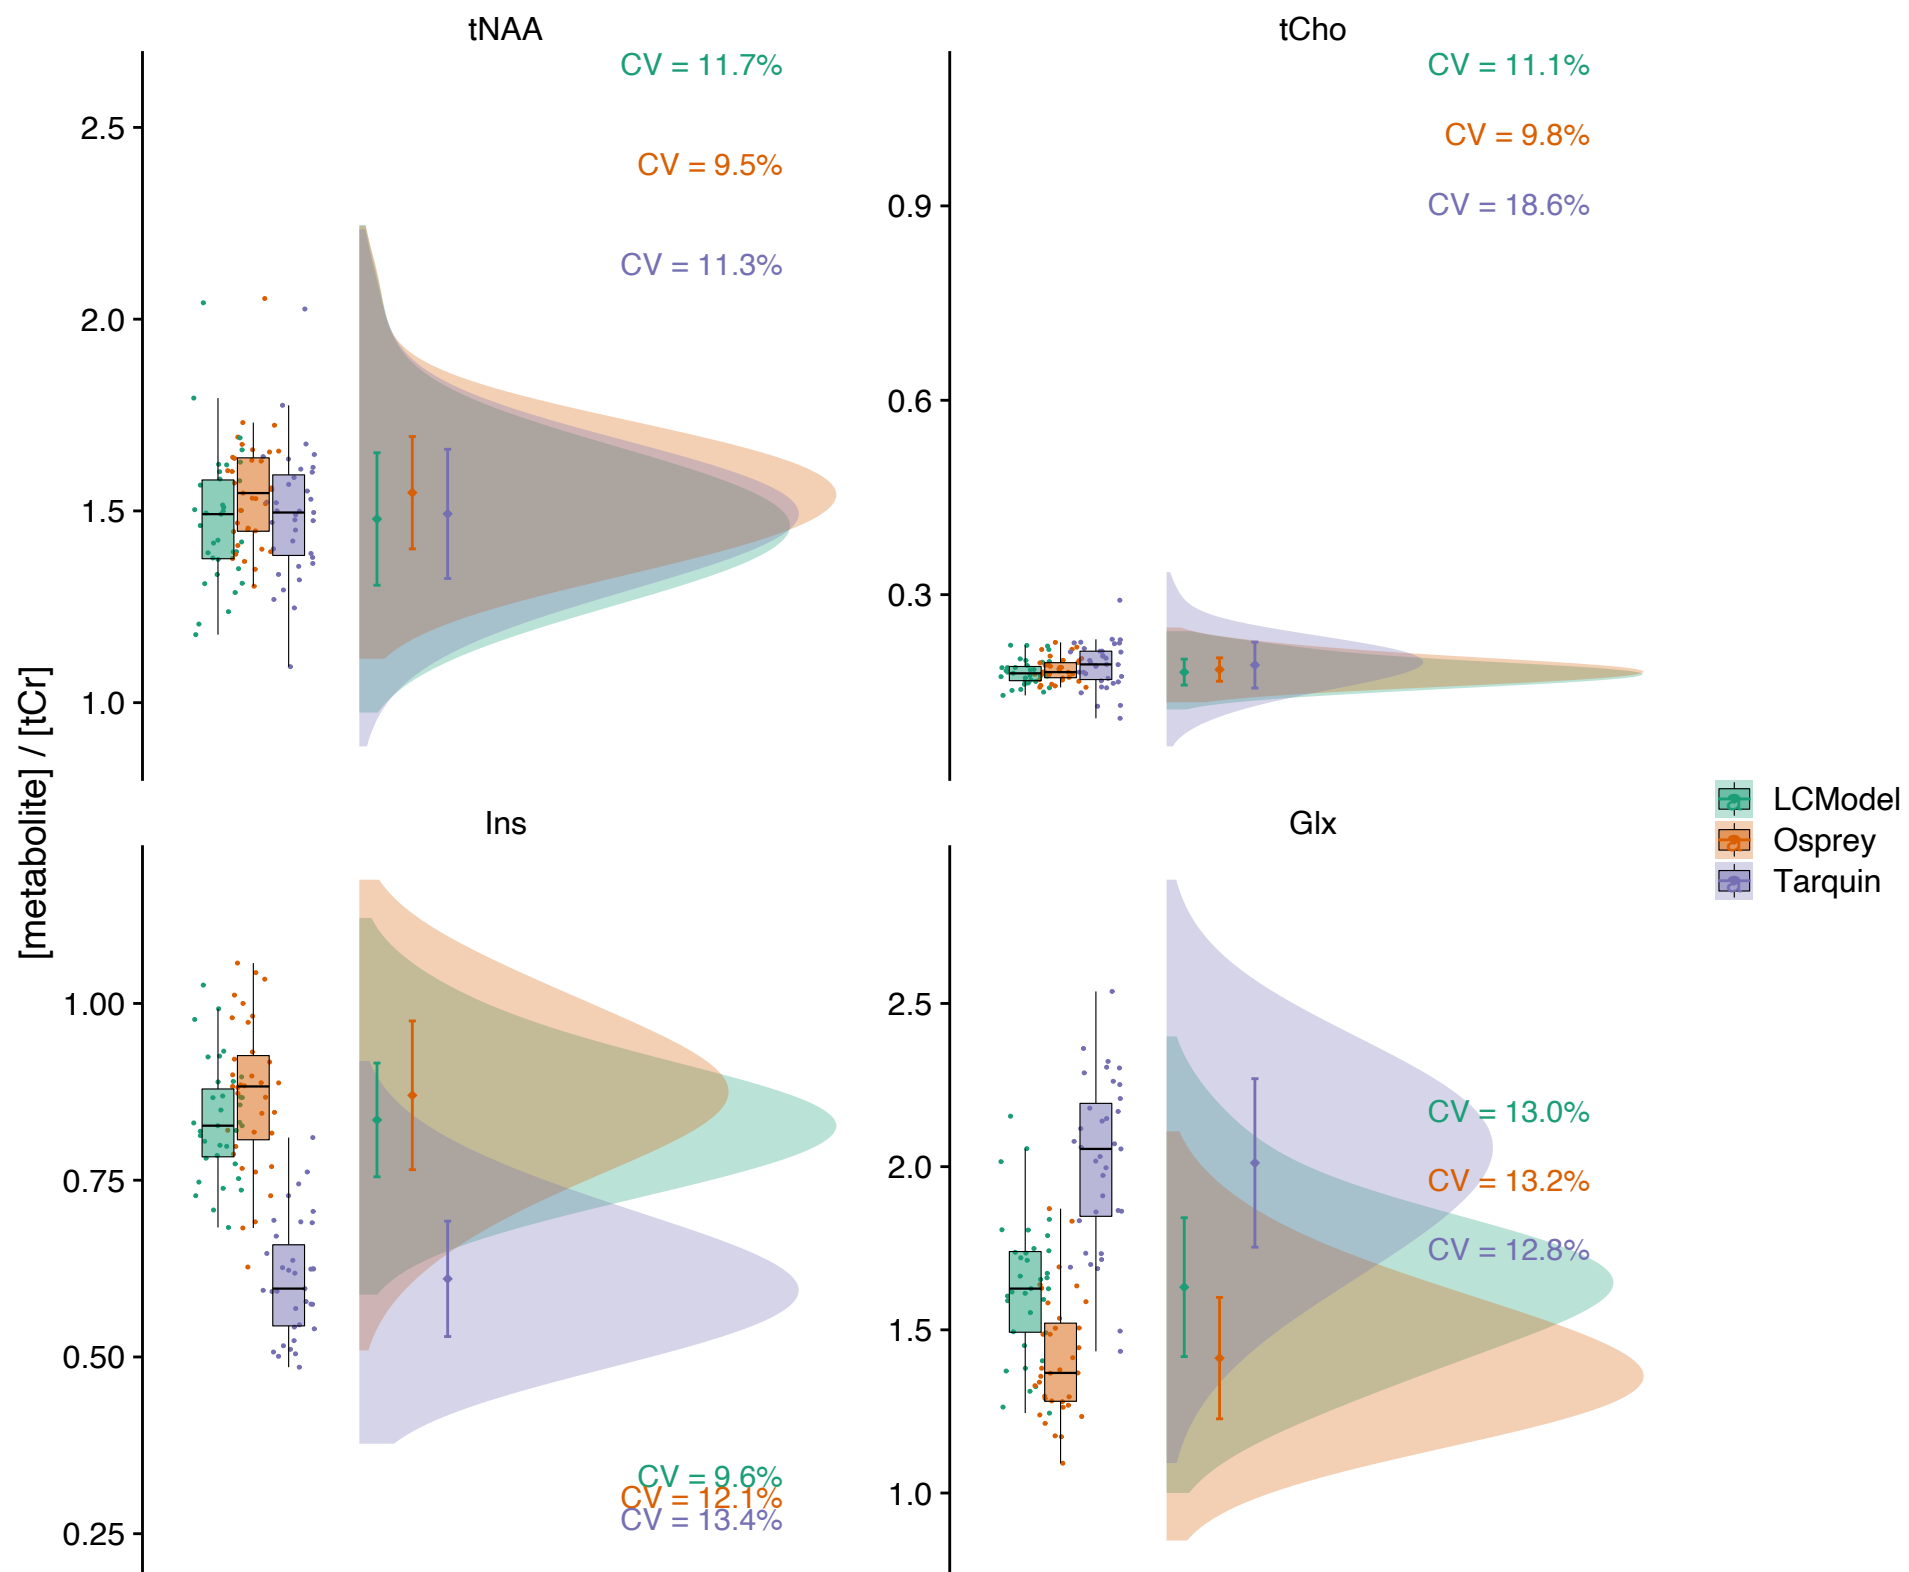 tNAA
CV = 11.7%
CV = 9.5%
CV = 11.3%
2.5
2.0
1.5
1.0
tCho
CV = 11.1%
CV = 9.8%
CV = 18.6%
0.9
0.6
0.3
[metabolite] / [tCr]
Ins
1.00
0.75
0.50
0.25
CV = 9.6%
CV = 12.1%
CV = 13.4%
Glx
2.5
2.0
1.5
1.0
CV = 13.0%
CV = 13.2%
CV = 12.8%
LCModel
Osprey
Tarquin